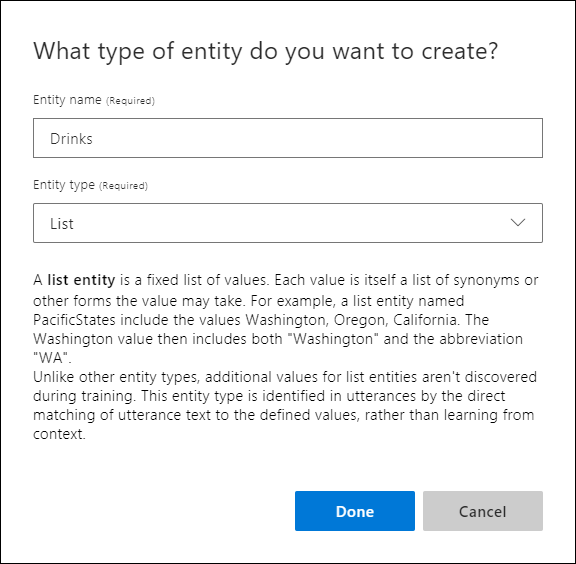 What type of entity do you want to create?
Entity name (Required)
Drinks
Entity type (Required)
List
A list entity is a fixed list of values. Each value is itself a list of synonyms or
other forms the value may take. For example, a list entity named
PacificStates include the values Washington, Oregon, California. The
Washington value then includes both "Washington" and the abbreviation
"WA".
Unlike other entity types, additional values for list entities aren't discovered
during training. This entity type is identified in utterances by the direct
matching of utterance text to the defined values, rather than learning from
context.
Done
Cancel